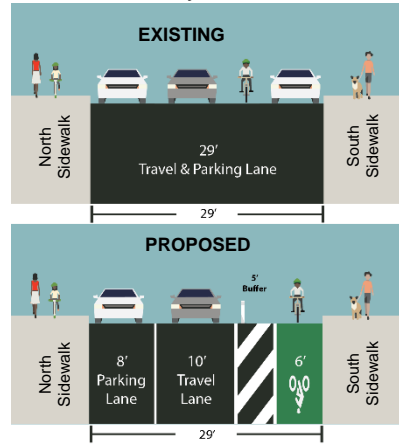 EXISTING
North
Sidewalk
29'
Travel & Parking Lane
South
Sidewalk
29'
PROPOSED
5'
Buffer
North
Sidewalk
8'
Parking
Lane
10'
Travel
Lane
6'
South
Sidewalk
29'